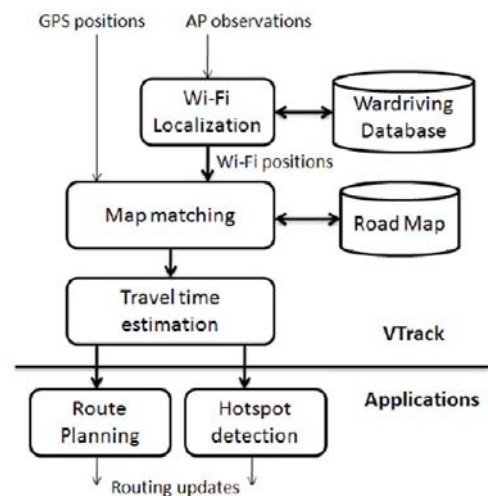 GPS positions
AP observations
Wi-Fi
Localization
Wardriving
Database
Wi-Fi positions
Map matching
Road Map
Travel time
estimation
VTrack
Applications
Route
Planning
Hotspot
detection
Routing updates